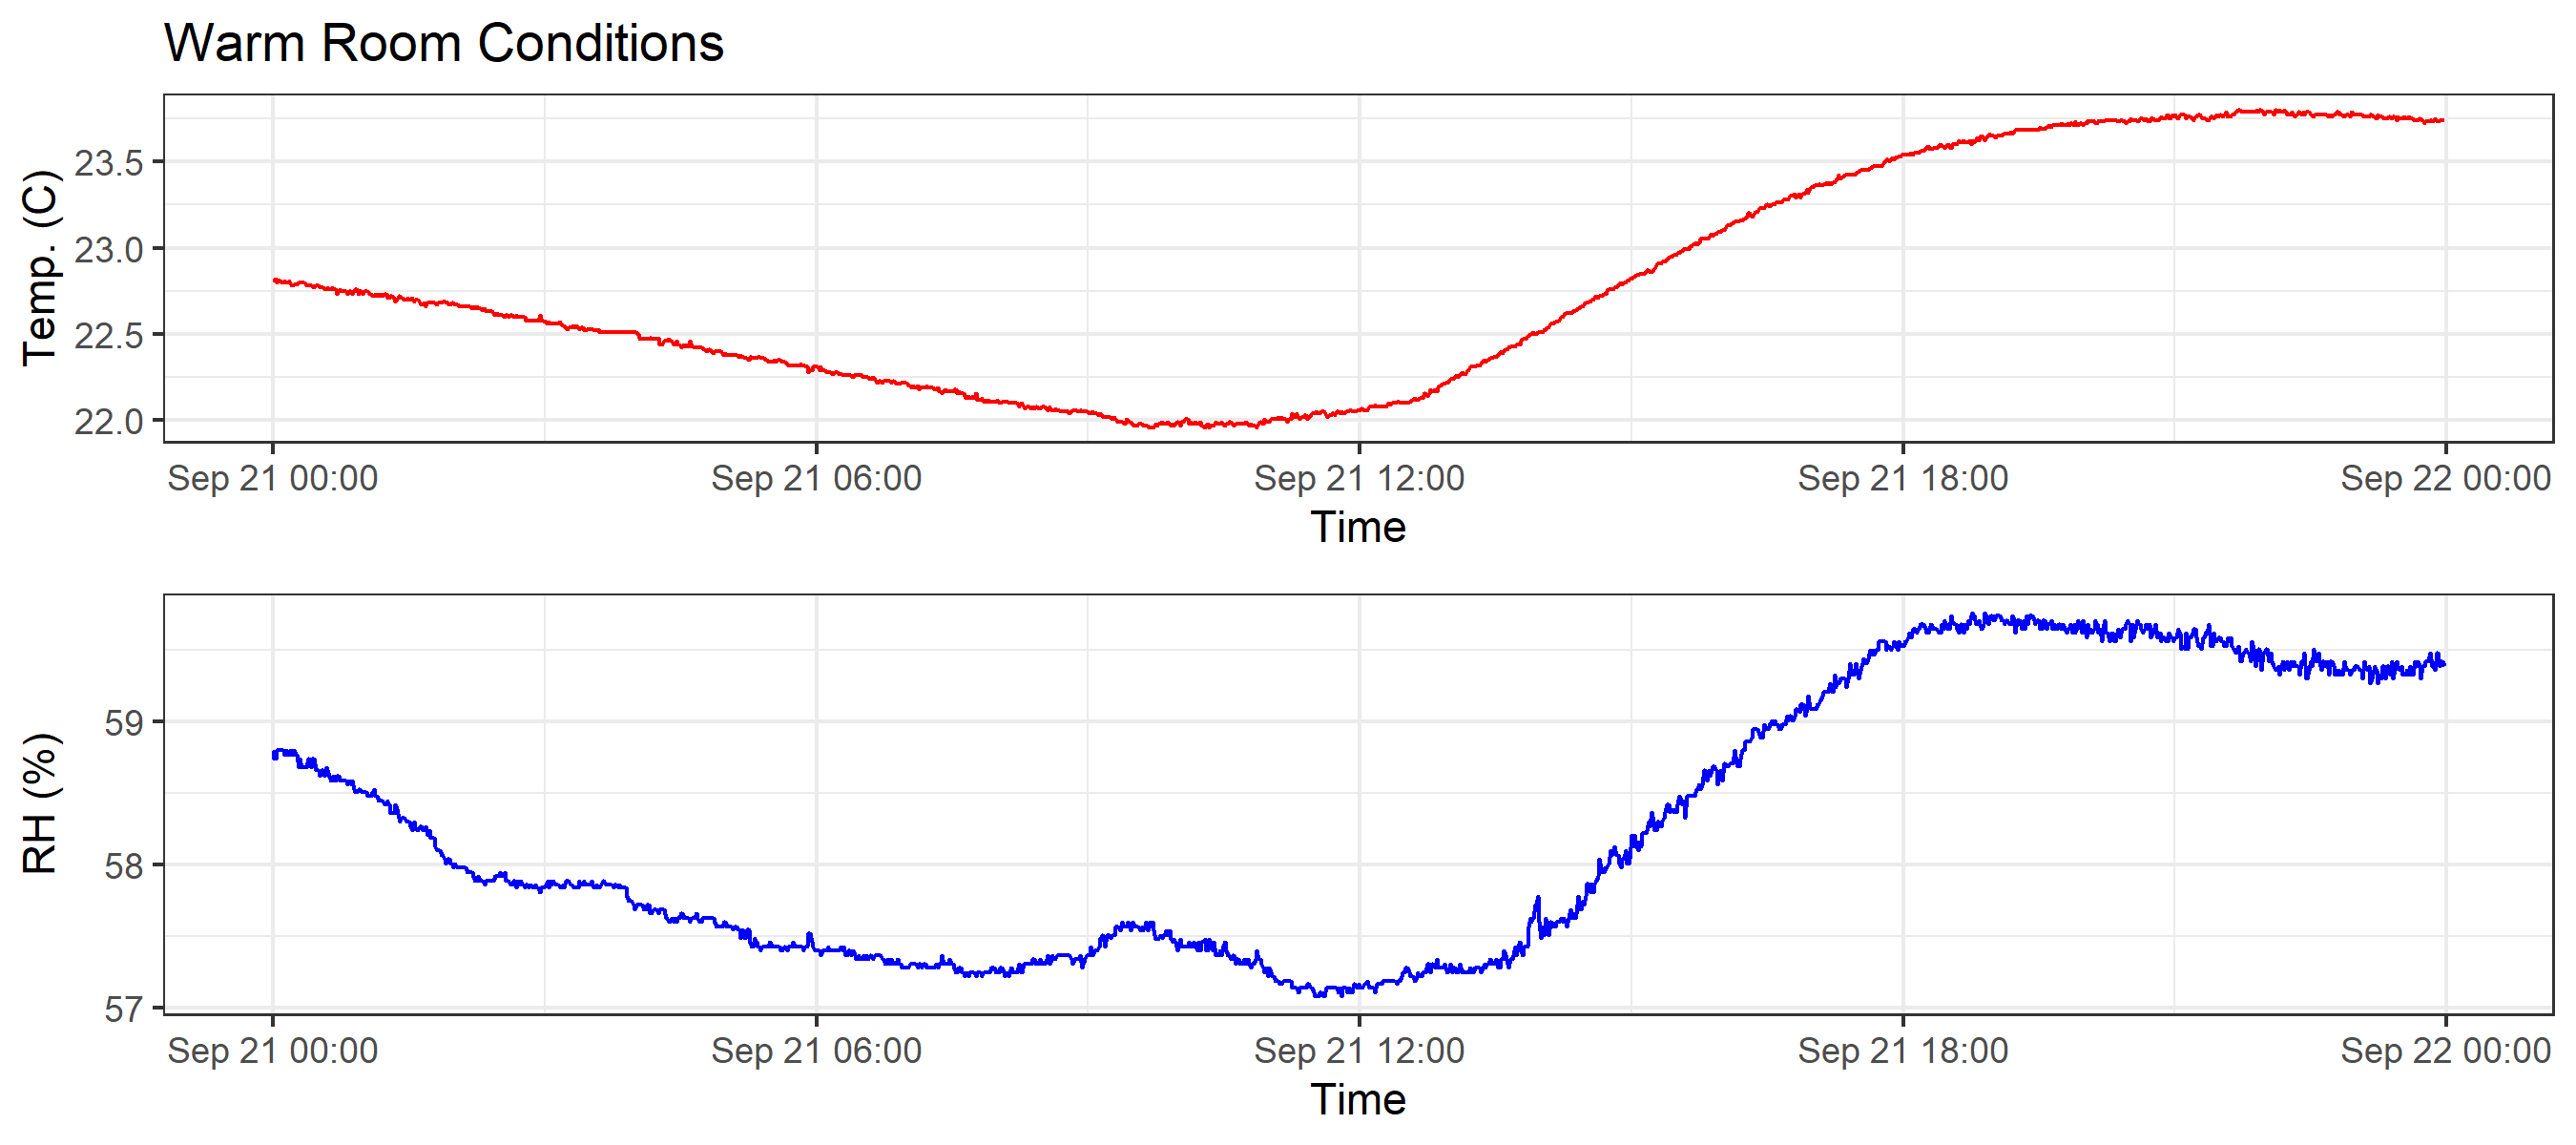 Warm Room Conditions
Temp. (C)
23.5
23.0
22.5
22.0
Sep 21 00:00 Sep 21 06:00 Sep 21 12:00 Sep 21 18:00 Sep 22 00:00
Time
RH (%)
59
58
57
Sep 21 00:00 Sep 21 06:00 Sep 21 12:00 Sep 21 18:00 Sep 22 00:00
Time